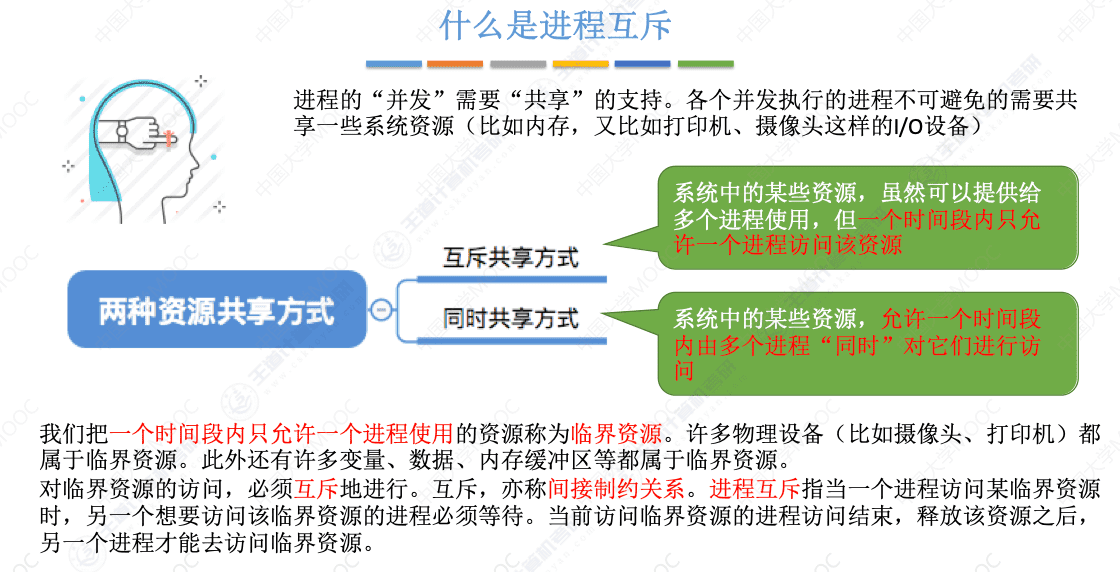 什么是进程互斥
进程的“并发”需要“共享”的支持。各个并发执行的进程不可避免的需要共
享一些系统资源（比如内存，又比如打印机、摄像头这样的I/O设备）
系统中的某些资源，虽然可以提供给
多个进程使用，但一个时间段内只允
许一个进程访问该资源
互斥共享方式
两种资源共享方式
同时共享方式
系统中的某些资源，允许一个时间段
内由多个进程“同时”对它们进行访
问
我们把一个时间段内只允许一个进程使用的资源称为临界资源。许多物理设备（比如摄像头、打印机）都
属于临界资源。此外还有许多变量、数据、内存缓冲区等都属于临界资源。
对临界资源的访问，必须互斥地进行。互斥，亦称间接制约关系。进程互斥指当一个进程访问某临界资源
时，另一个想要访问该临界资源的进程必须等待。当前访问临界资源的进程访问结束，释放该资源之后，
另一个进程才能去访问临界资源。